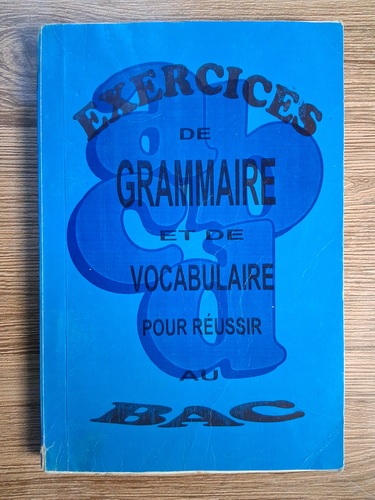 EXERCICES
DE
GRAMMAIRE
ET DE
VOCABULAIRE
POUR RÉUSSIR
AU
BAC